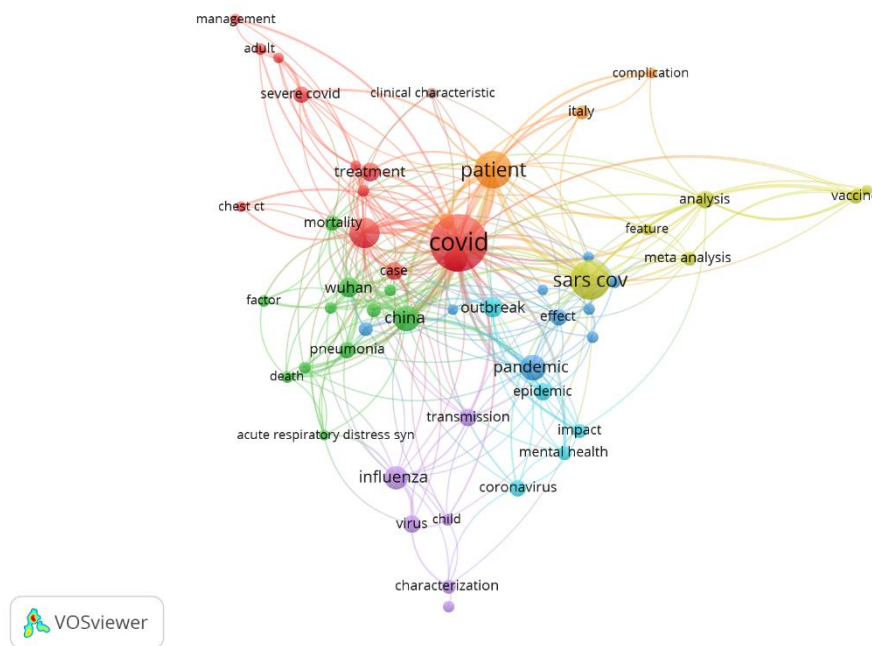 management
adult
severe covid
clinical characteristic
complication
italy
treatment
patient
chest ct
mortality
analysis
vaccine
feature
covid
meta analysis
case
sars cov
wuhan
factor
china
outbreak
effect
pneumonia
pandemic
death
epidemic
transmission
impact
acute respiratory distress syn
mental health
influenza
coronavirus
virus
child
characterization
VOSviewer